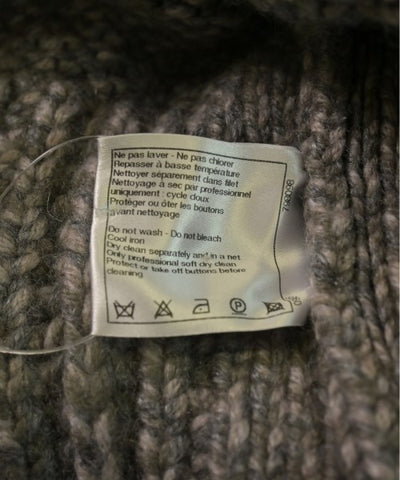 Ne pas laver - Ne pas chlorer
Repasser à basse température
Nettoyer séparement dans filet
Nettoyage à sec par professionnel
uniquement : cycle doux
Protéger ou ôter les boutons
avant nettoyage
Do not wash - Do not bleach
Cool iron
Dry clean separately and in a net
Only professional soft dry clean
Protect or take off buttons before
cleaning
P